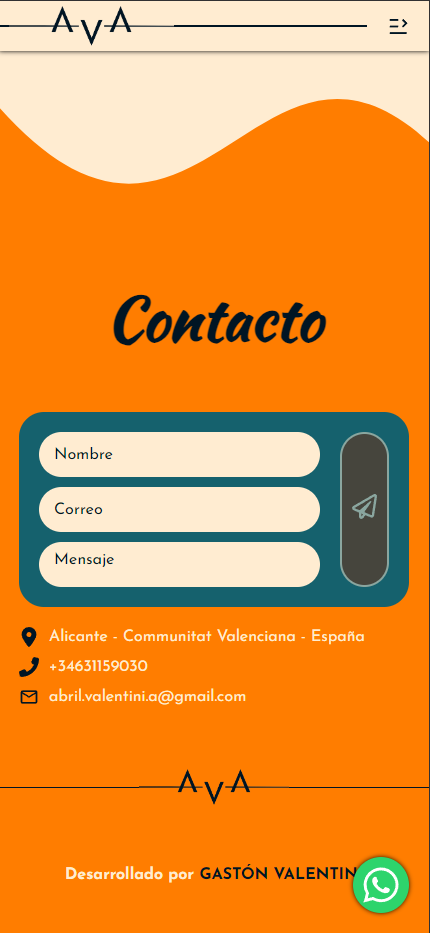 AVA
Contacto
Nombre
Correo
Mensaje
Alicante - Communitat Valenciana - España
+34631159030
abril.valentini.a@gmail.com
AVA
Desarrollado por GASTÓN VALENTIN